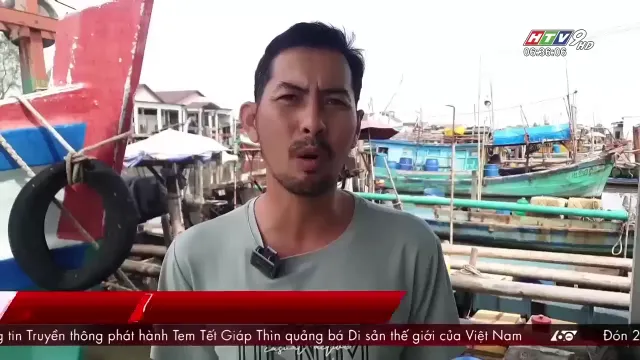 HTV9 HD
06:36:06
g tin Truyền thông phát hành Tem Tết Giáp Thìn quảng bá Di sản thế giới của Việt Nam
60
Đón 2